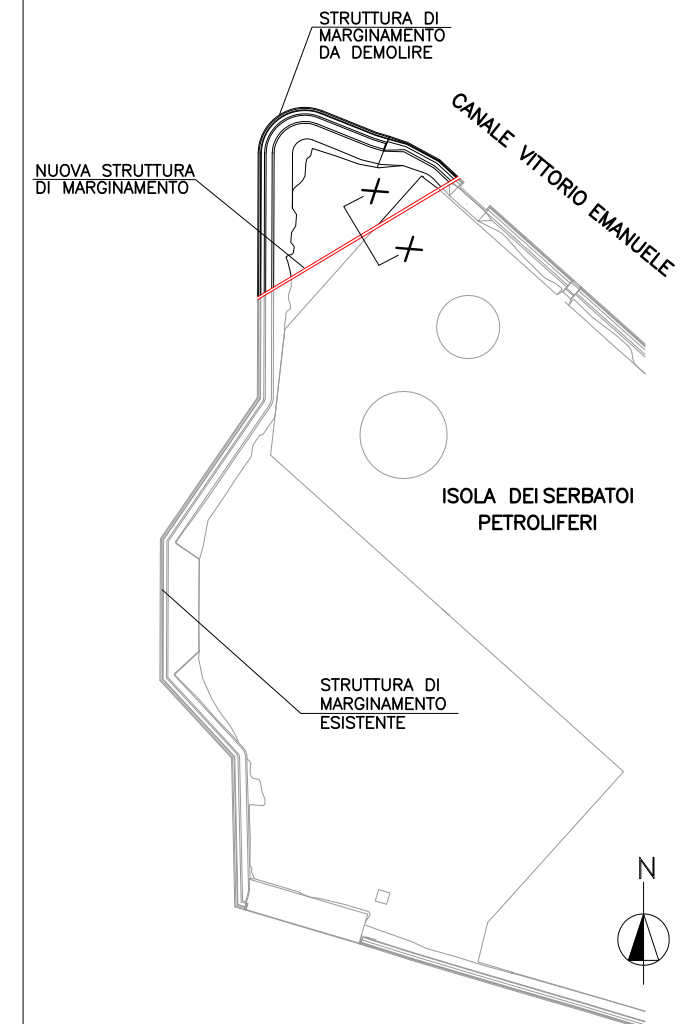 STRUTTURA DI
MARGINAMENTO
DA DEMOLIRE
CANALE VITTORIO EMANUELE
NUOVA STRUTTURA
DI MARGINAMENTO
X
X
ISOLA DEI SERBATOI
PETROLIFERI
STRUTTURA DI
MARGINAMENTO
ESISTENTE
N